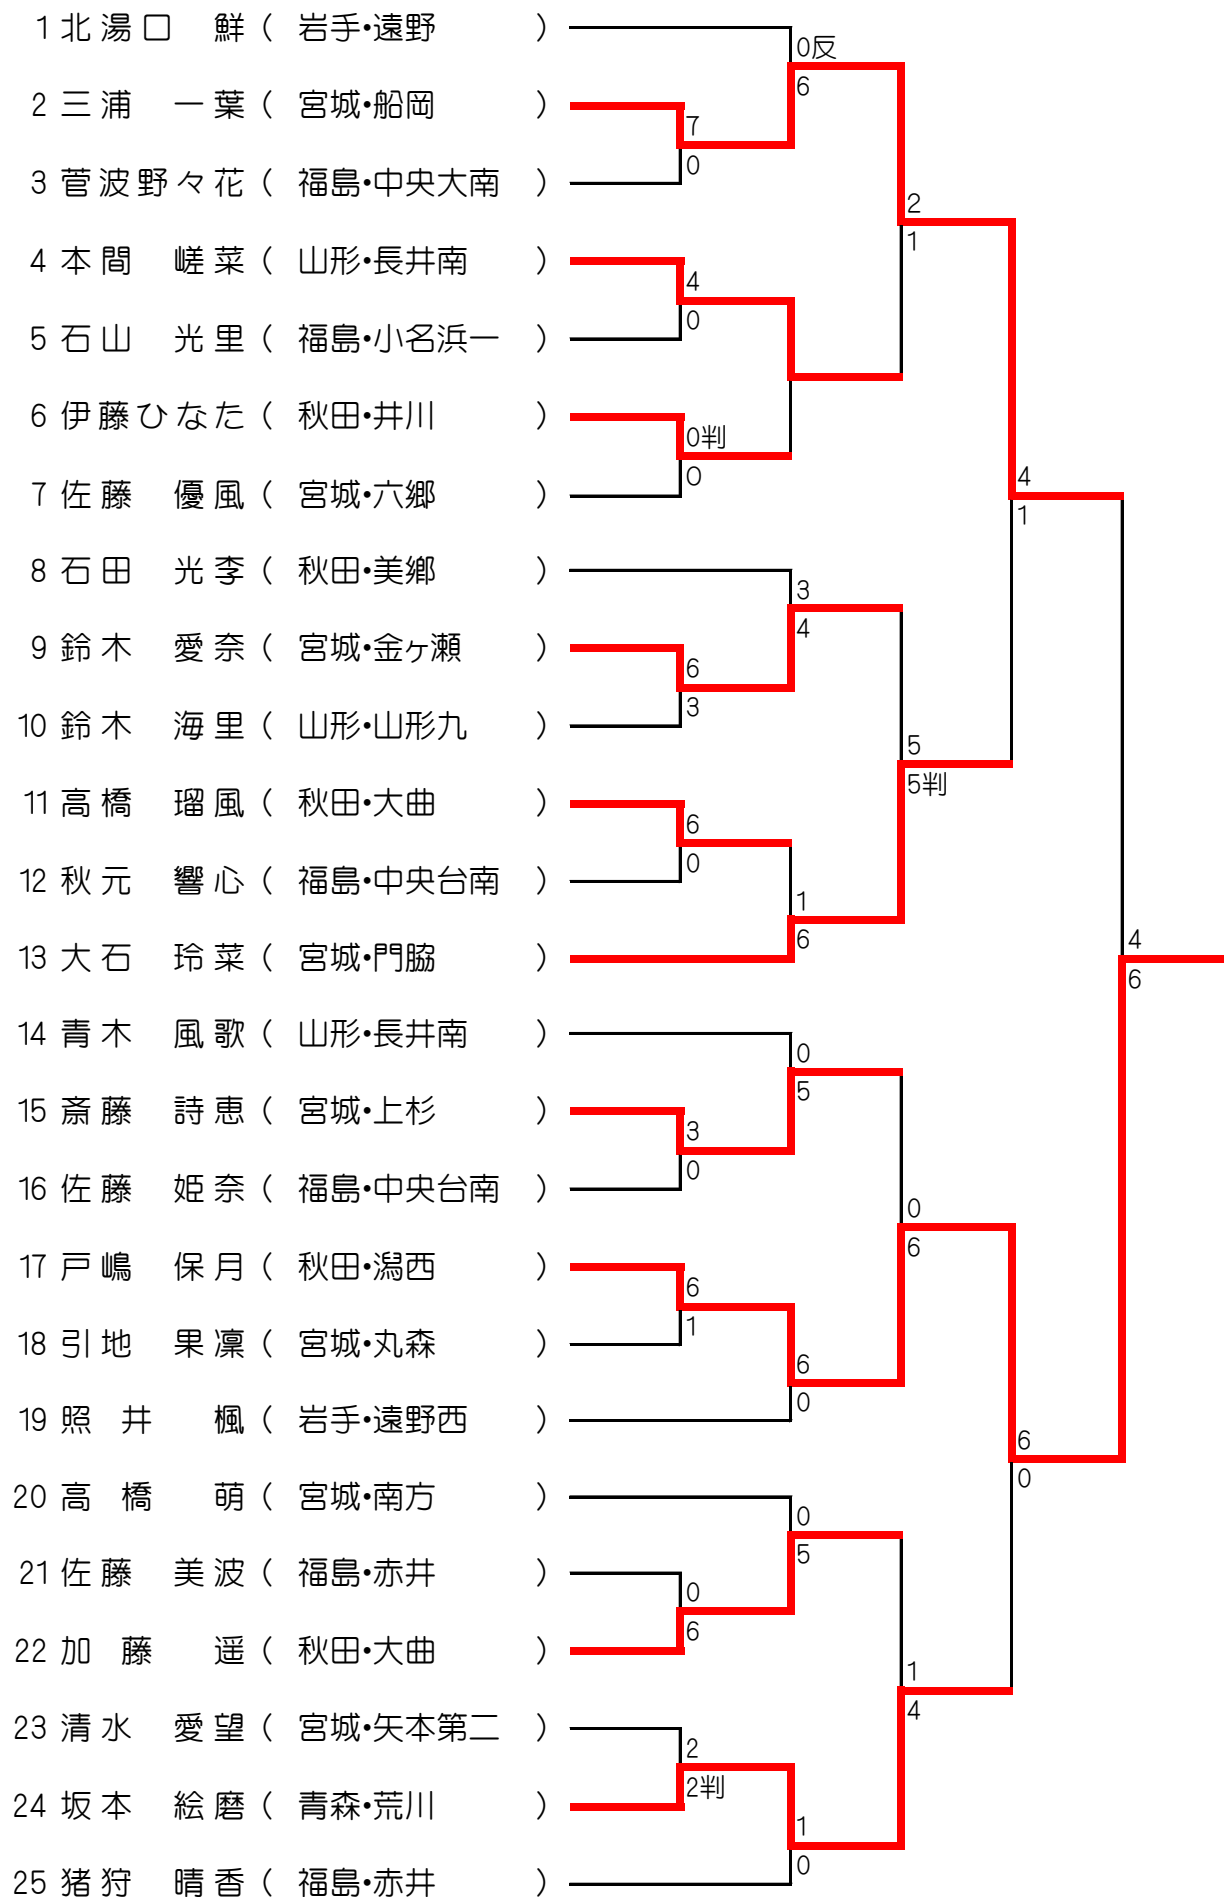 1 北湯口 鮮 ( 岩手・遠野 )
0反
6
2 三浦 一葉 ( 宮城・船岡 )
7
0
3 菅波野々花 ( 福島・中央大南 )
2
1
4 本間 嵯菜 ( 山形・長井南 )
4
0
5 石山 光里 ( 福島・小名浜一 )
6 伊藤ひなた ( 秋田・井川 )
0判
0
7 佐藤 優風 ( 宮城・六郷 )
4
1
8 石田 光李 ( 秋田・美郷 )
3
4
9 鈴木 愛奈 ( 宮城・金ヶ瀬 )
6
3
10 鈴木 海里 ( 山形・山形九 )
5
5判
11 高橋 瑠風 ( 秋田・大曲 )
6
0
12 秋元 響心 ( 福島・中央台南 )
1
6
13 大石 玲菜 ( 宮城・門脇 )
4
6
14 青木 風歌 ( 山形・長井南 )
0
5
15 斎藤 詩恵 ( 宮城・上杉 )
3
0
16 佐藤 姫奈 ( 福島・中央台南 )
0
6
17 戸嶋 保月 ( 秋田・潟西 )
6
1
18 引地 果凜 ( 宮城・丸森 )
6
0
19 照井 楓 ( 岩手・遠野西 )
6
0
20 高橋 萌 ( 宮城・南方 )
0
5
21 佐藤 美波 ( 福島・赤井 )
0
6
22 加藤 遥 ( 秋田・大曲 )
1
4
23 清水 愛望 ( 宮城・矢本第二 )
2
2判
24 坂本 絵磨 ( 青森・荒川 )
1
0
25 猪狩 晴香 ( 福島・赤井 )